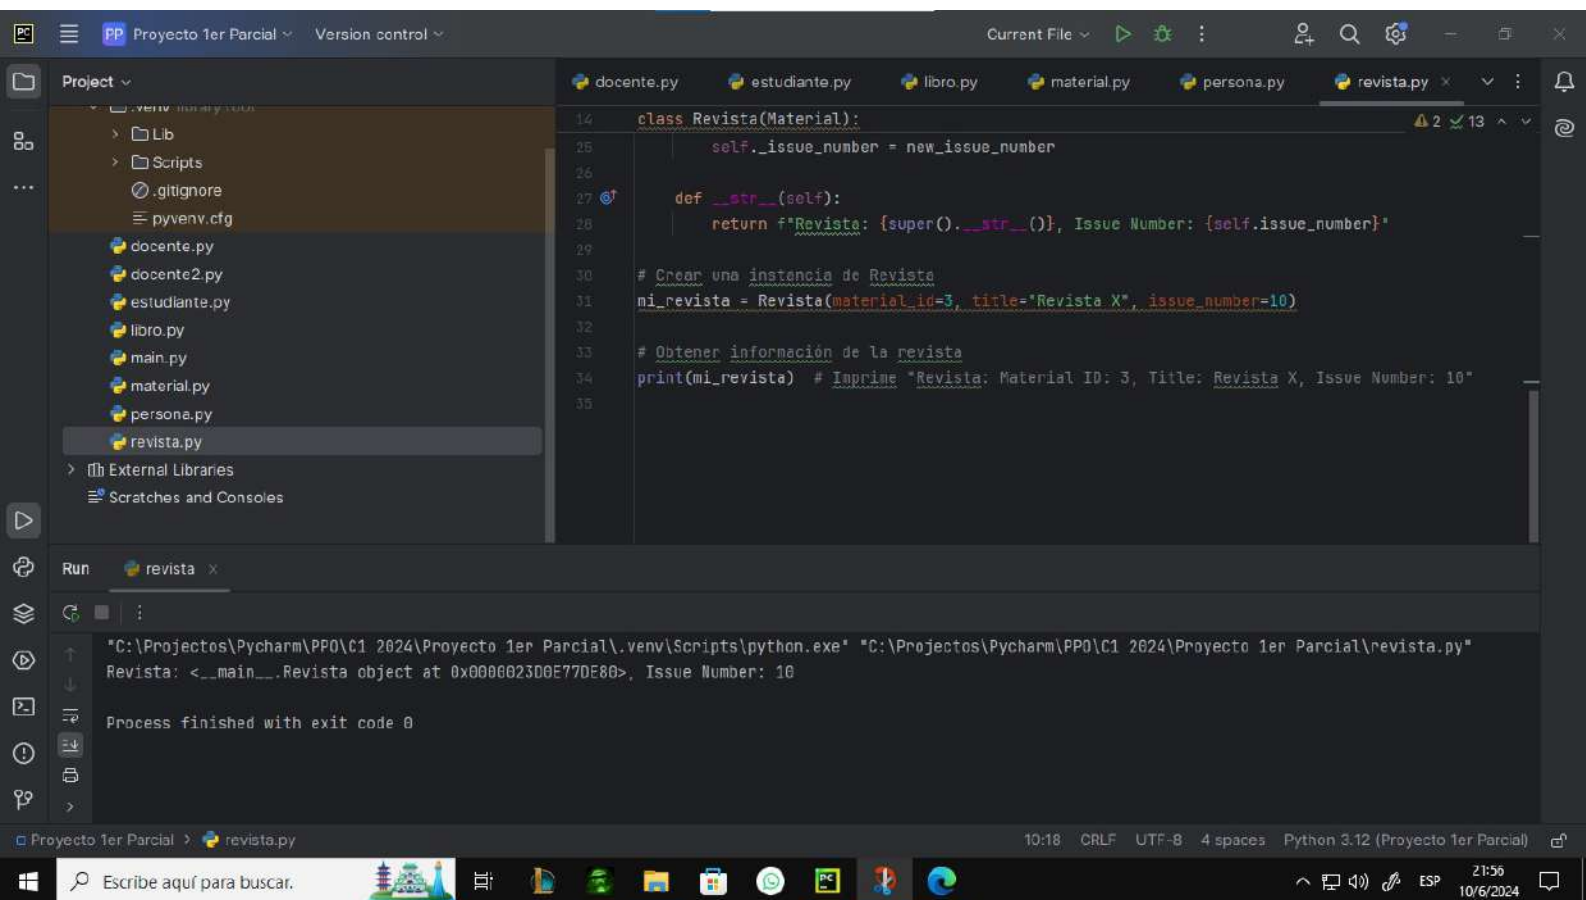 PC PP Proyecto 1er Parcial Version control Current File
Project
docente.py estudiante.py libro.py material.py persona.py revista.py
.venv library root
Lib
Scripts
.gitignore
pyvenv.cfg
docente.py
docente2.py
estudiante.py
libro.py
main.py
material.py
persona.py
revista.py
External Libraries
Scratches and Consoles
2 13
14 class Revista(Material):
25 self._issue_number = new_issue_number
26
27 def __str__(self):
28 return f"Revista: {super().__str__()}, Issue Number: {self.issue_number}"
29
30 # Crear una instancia de Revista
31 mi_revista = Revista(material_id=3, title="Revista X", issue_number=10)
32
33 # Obtener información de la revista
34 print(mi_revista) # Imprime "Revista: Material ID: 3, Title: Revista X, Issue Number: 10"
35
Run revista
"C:\Projectos\Pycharm\PPO\C1 2024\Proyecto 1er Parcial\.venv\Scripts\python.exe" "C:\Projectos\Pycharm\PPO\C1 2024\Proyecto 1er Parcial\revista.py"
Revista: <__main__.Revista object at 0x0000023D0E77DE80>, Issue Number: 10
Process finished with exit code 0
Proyecto 1er Parcial > revista.py 10:18 CRLF UTF-8 4 spaces Python 3.12 (Proyecto 1er Parcial)
Escribe aquí para buscar. PC ESP 21:56
10/6/2024